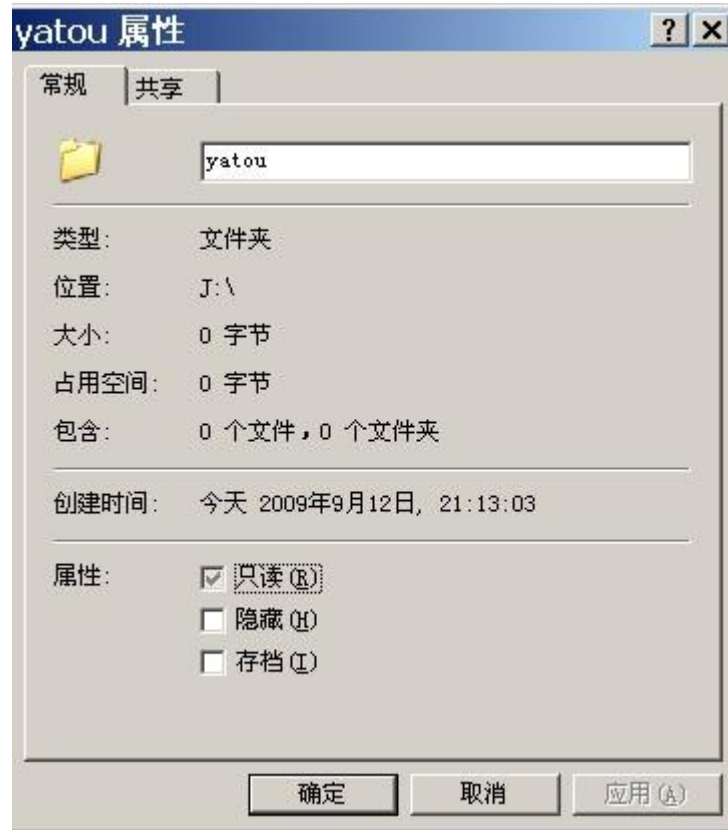 yatou 属性
常规 共享
yatou
类型: 文件夹
位置: J:\
大小: 0 字节
占用空间: 0 字节
包含: 0 个文件，0 个文件夹
创建时间: 今天 2009年9月12日, 21:13:03
属性: 只读(R)
隐藏(H)
存档(I)
确定 取消 应用(A)